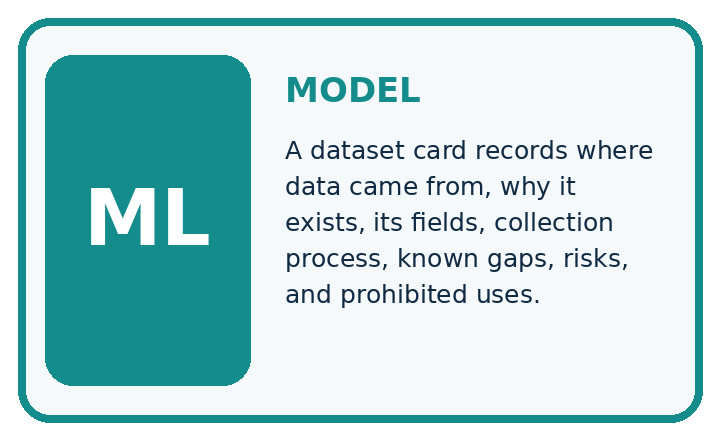 ML
MODEL
A dataset card records where
data came from, why it
exists, its fields, collection
process, known gaps, risks,
and prohibited uses.